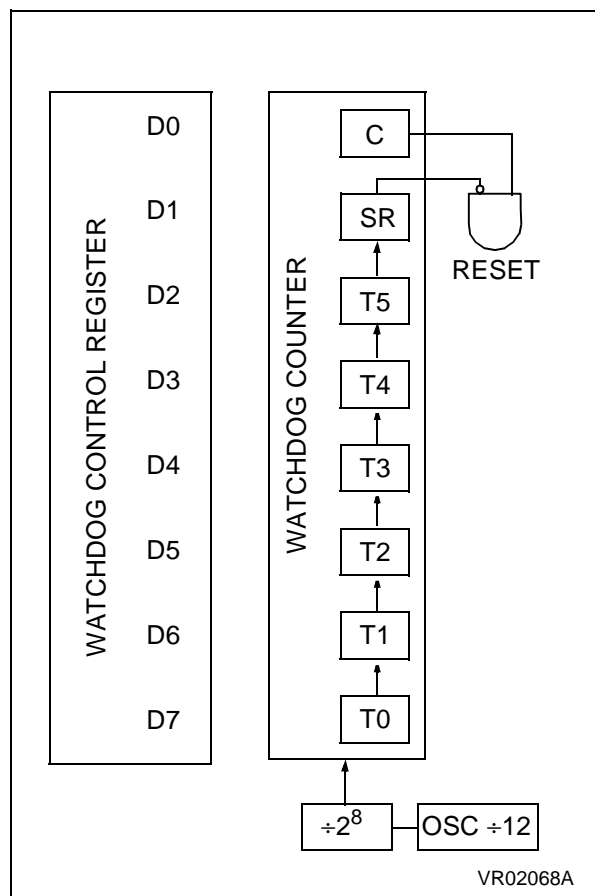 WATCHDOG CONTROL REGISTER
D0
D1
D2
D3
D4
D5
D6
D7
WATCHDOG COUNTER
C
SR
T5
T4
T3
T2
T1
T0
RESET
÷2⁸
OSC ÷12
VR02068A